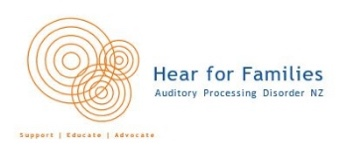 Hear for Families
Auditory Processing Disorder NZ
Support | Educate | Advocate